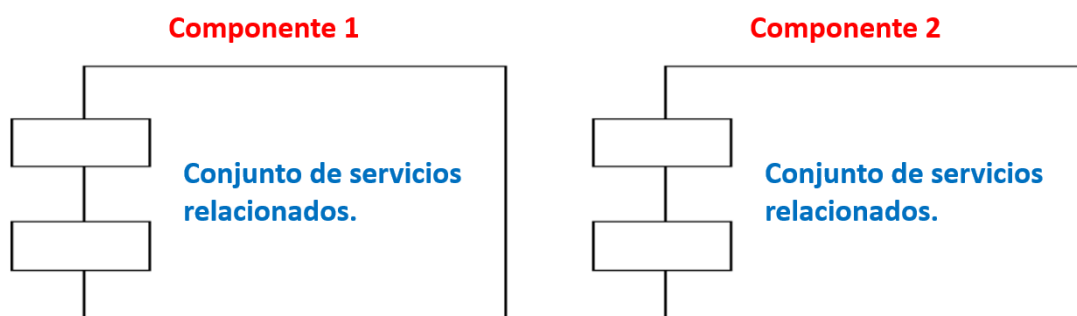 Componente 1
Componente 2
Conjunto de servicios
relacionados.
Conjunto de servicios
relacionados.